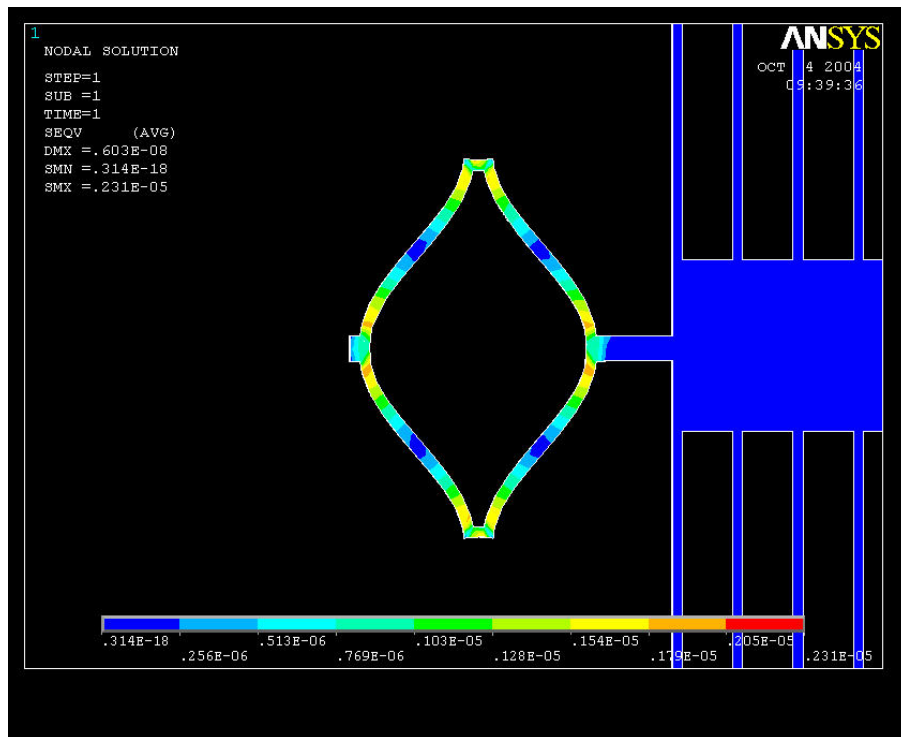 1
ANSYS
NODAL SOLUTION
OCT 4 2004
09:39:36
STEP=1
SUB =1
TIME=1
SEQV (AVG)
DMX =.603E-08
SMN =.314E-18
SMX =.231E-05
.314E-18 .513E-06 .103E-05 .154E-05 .205E-05
.256E-06 .769E-06 .128E-05 .179E-05 .231E-05